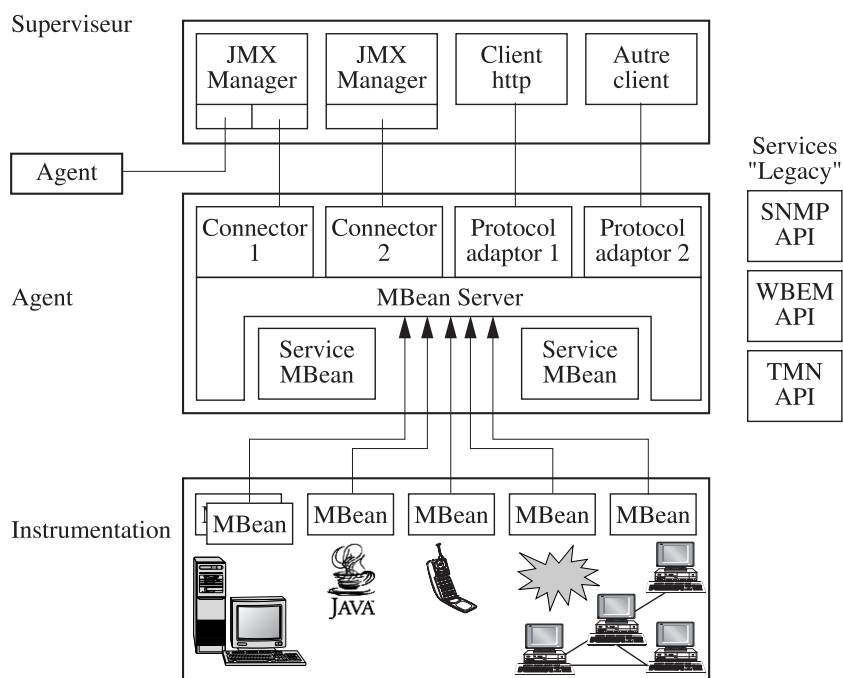 Superviseur
JMX
Manager
JMX
Manager
Client
http
Autre
client
Agent
Services
"Legacy"
SNMP
API
WBEM
API
TMN
API
Agent
Connector
1
Connector
2
Protocol
adaptor 1
Protocol
adaptor 2
MBean Server
Service
MBean
Service
MBean
Instrumentation
MBean
MBean
MBean
MBean
MBean
JAVA